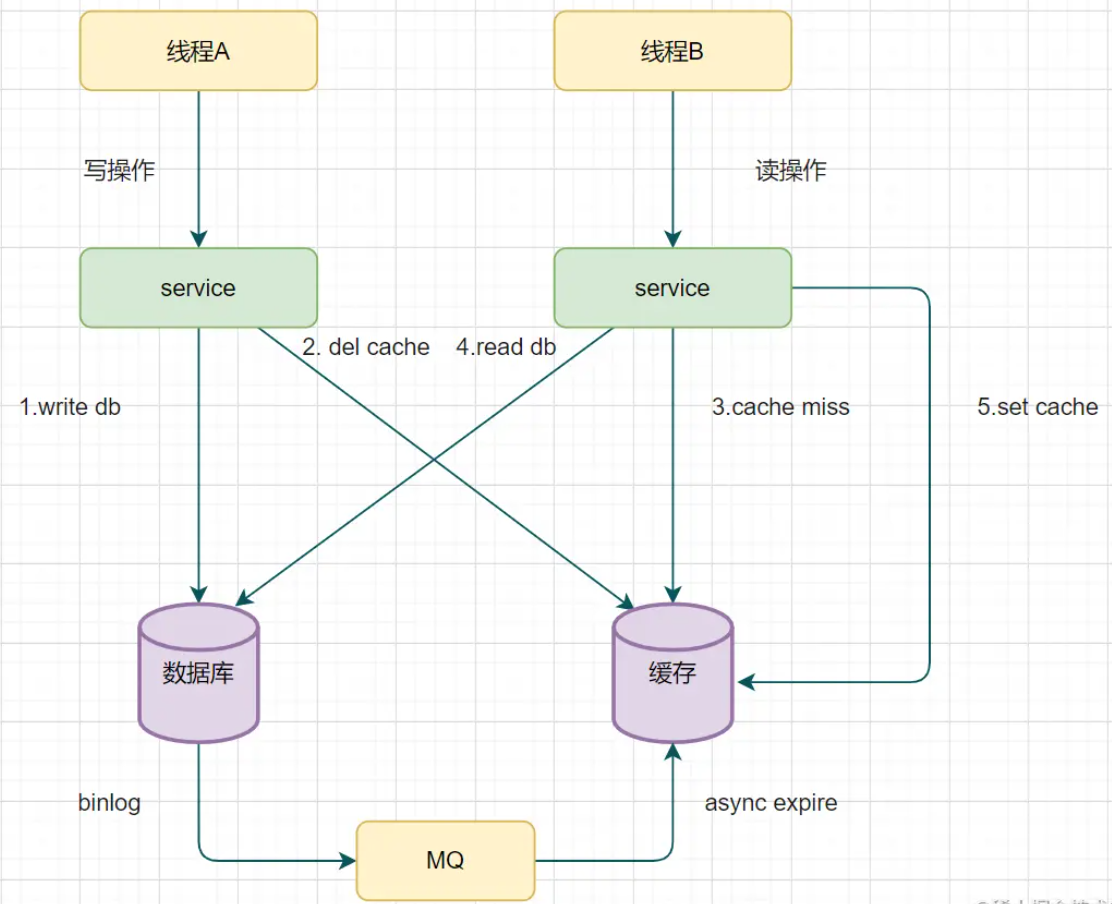 线程A
线程B
写操作
读操作
service
service
2. del cache
4.read db
1.write db
3.cache miss
5.set cache
数据库
缓存
binlog
async expire
MQ